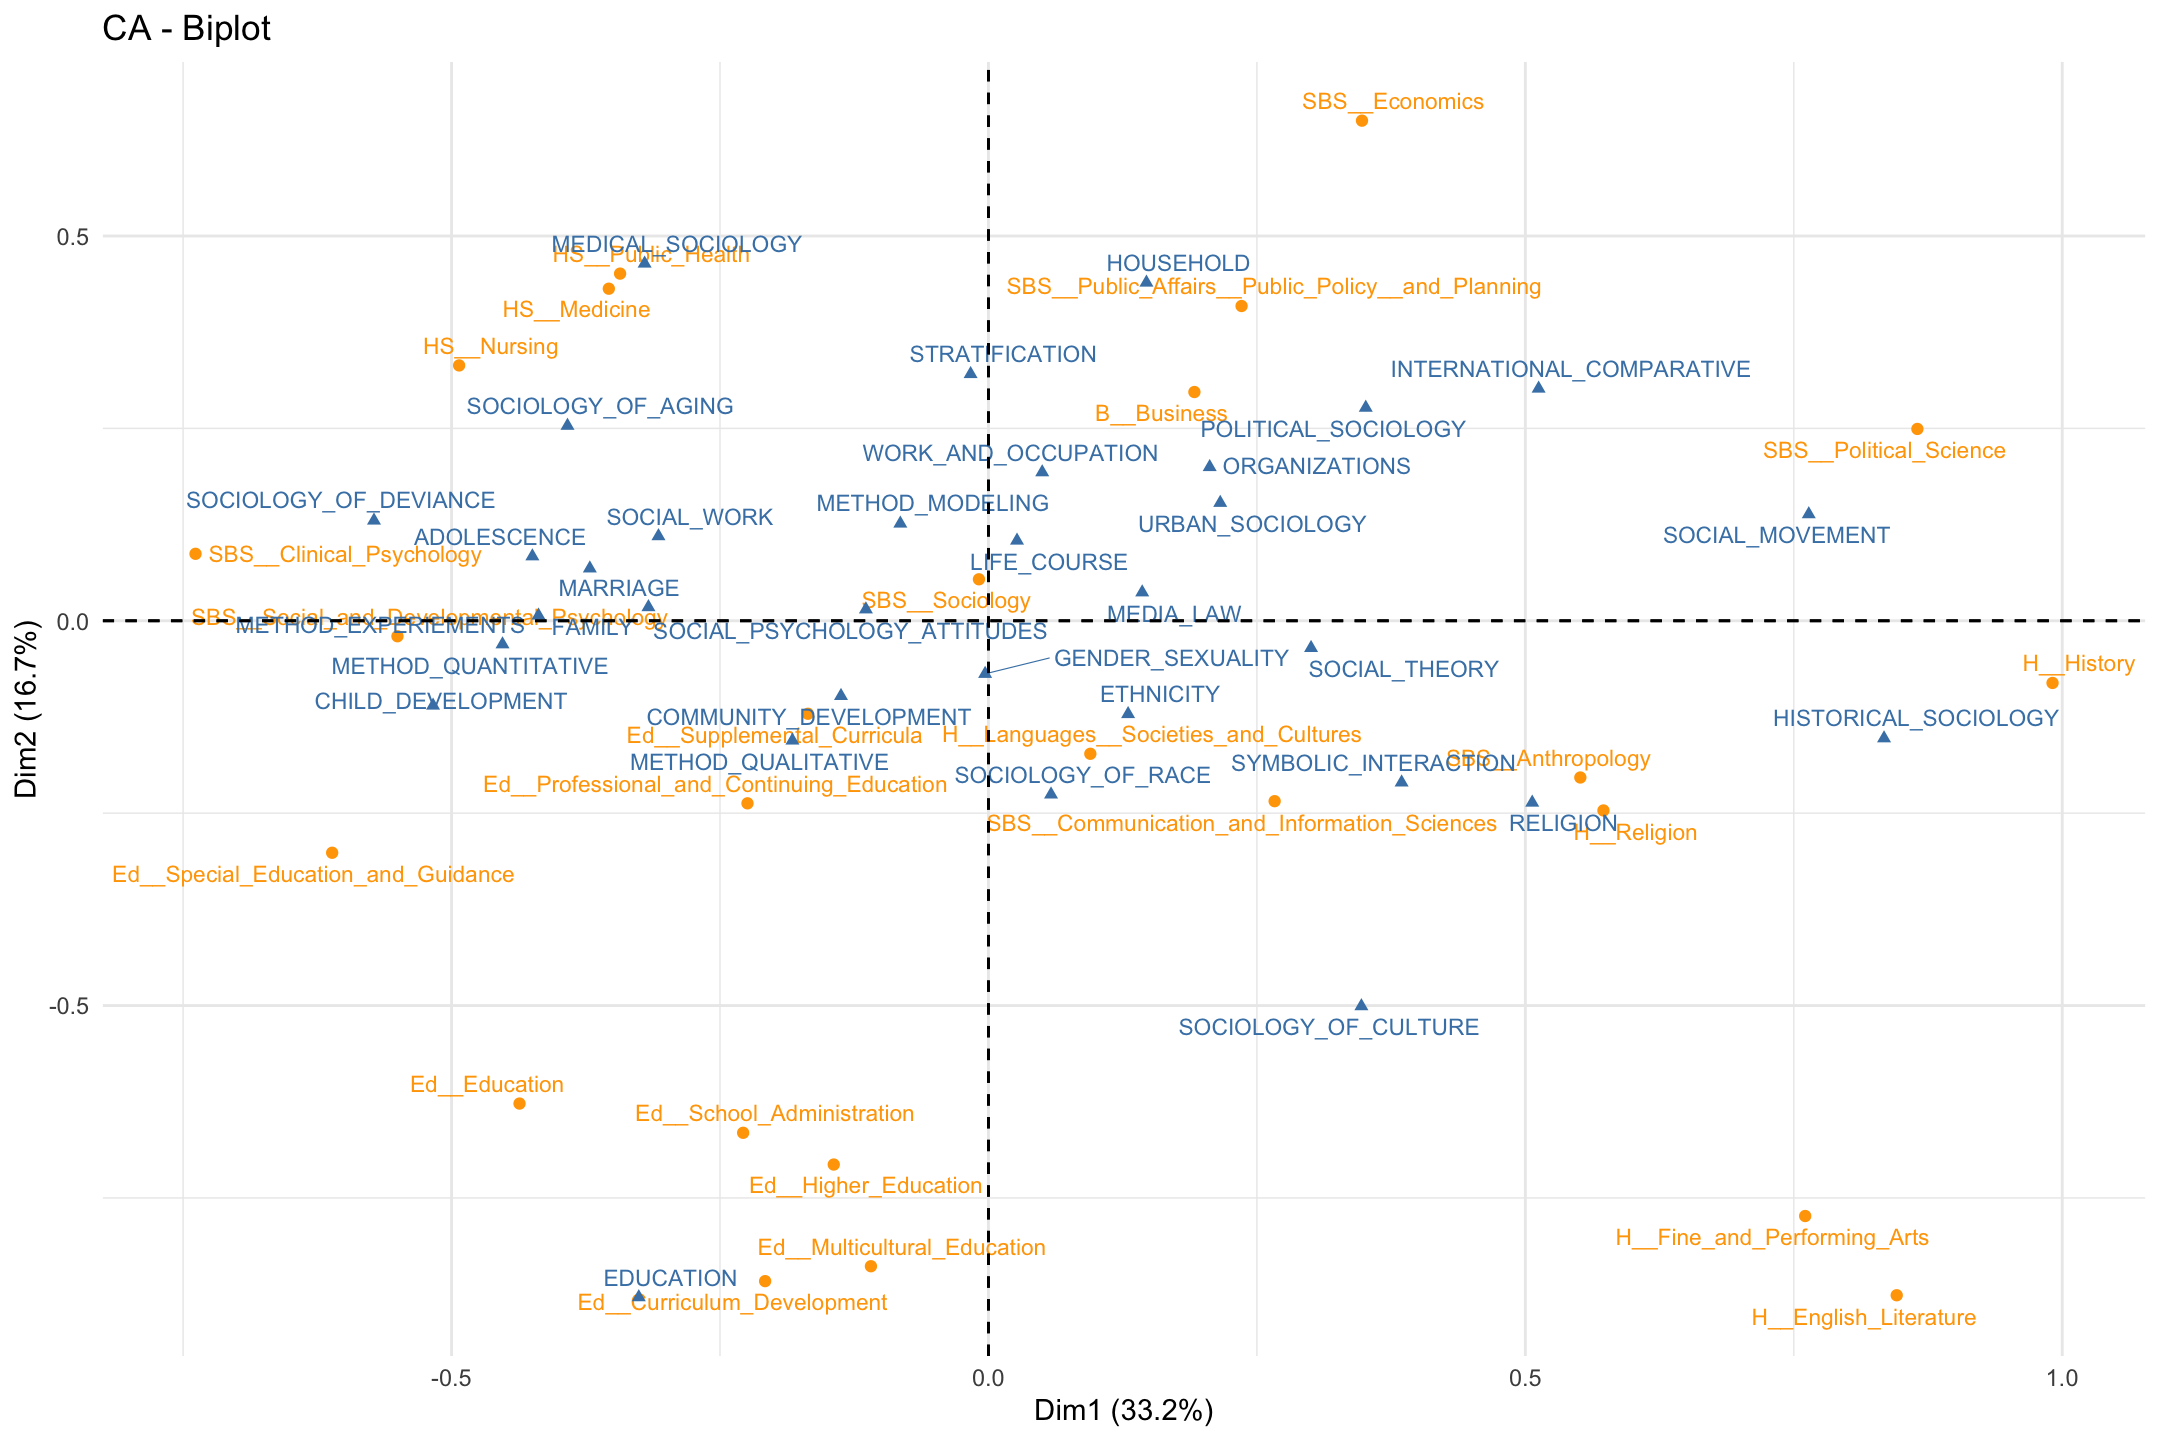 CA - Biplot
SBS__Economics
0.5
MEDICAL_SOCIOLOGY
HS__Public_Health
HOUSEHOLD
SBS__Public_Affairs__Public_Policy__and_Planning
HS__Medicine
HS__Nursing
STRATIFICATION
INTERNATIONAL_COMPARATIVE
SOCIOLOGY_OF_AGING
B__Business
POLITICAL_SOCIOLOGY
SBS__Political_Science
WORK_AND_OCCUPATION
ORGANIZATIONS
SOCIOLOGY_OF_DEVIANCE
METHOD_MODELING
SOCIAL_WORK
URBAN_SOCIOLOGY
ADOLESCENCE
SOCIAL_MOVEMENT
SBS__Clinical_Psychology
LIFE_COURSE
MARRIAGE
SBS__Sociology
MEDIA_LAW
0.0
SBS__Social_and_Developmental_Psychology
METHOD_EXPERIEMENTS
FAMILY
SOCIAL_PSYCHOLOGY_ATTITUDES
METHOD_QUANTITATIVE
GENDER_SEXUALITY
SOCIAL_THEORY
H__History
CHILD_DEVELOPMENT
ETHNICITY
COMMUNITY_DEVELOPMENT
HISTORICAL_SOCIOLOGY
Ed__Supplemental_Curricula
H__Languages__Societies_and_Cultures
METHOD_QUALITATIVE
SYMBOLIC_INTERACTION
SBS__Anthropology
SOCIOLOGY_OF_RACE
Ed__Professional_and_Continuing_Education
SBS__Communication_and_Information_Sciences
RELIGION
H__Religion
Ed__Special_Education_and_Guidance
-0.5
SOCIOLOGY_OF_CULTURE
Ed__Education
Ed__School_Administration
Ed__Higher_Education
H__Fine_and_Performing_Arts
Ed__Multicultural_Education
EDUCATION
Ed__Curriculum_Development
H__English_Literature
-0.5
0.0
0.5
1.0
Dim1 (33.2%)
Dim2 (16.7%)